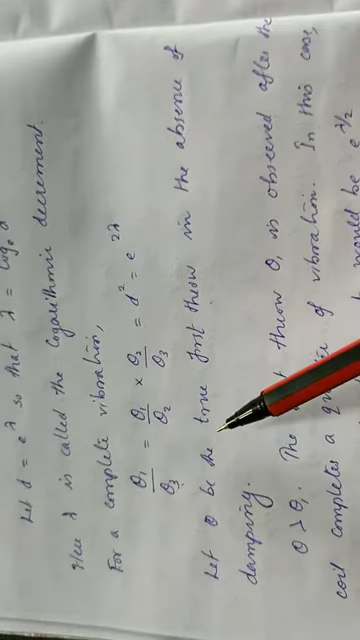 Let d = e^λ so that λ = log_e d
Here λ is called the logarithmic decrement.
For a complete vibration,
θ₁/θ₃ = θ₁/θ₂ × θ₂/θ₃ = d² = e^2λ
Let θ be the true first throw in the absence of
damping.
θ > θ₁. The throw θ₁ is observed after the
coil completes a of vibration. In this case,
would be e^λ/2